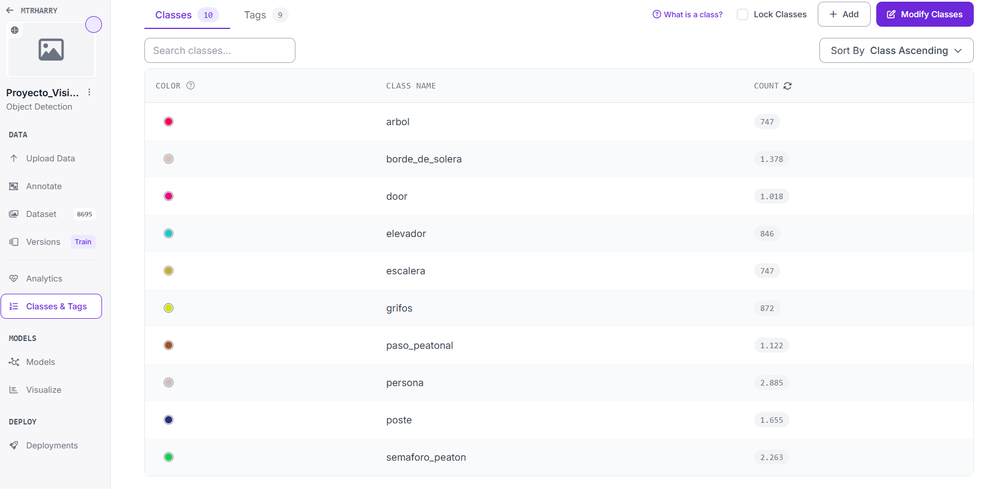 MTRHARRY
Proyecto_Visi...
Object Detection
DATA
Upload Data
Annotate
Dataset 8695
Versions Train
Analytics
Classes & Tags
MODELS
Models
Visualize
DEPLOY
Deployments
Classes 10 Tags 9 What is a class? Lock Classes Add Modify Classes
Search classes... Sort By Class Ascending
COLOR CLASS NAME COUNT
arbol 747
borde_de_solera 1.378
door 1.018
elevador 846
escalera 747
grifos 872
paso_peatonal 1.122
persona 2.885
poste 1.655
semaforo_peaton 2.263